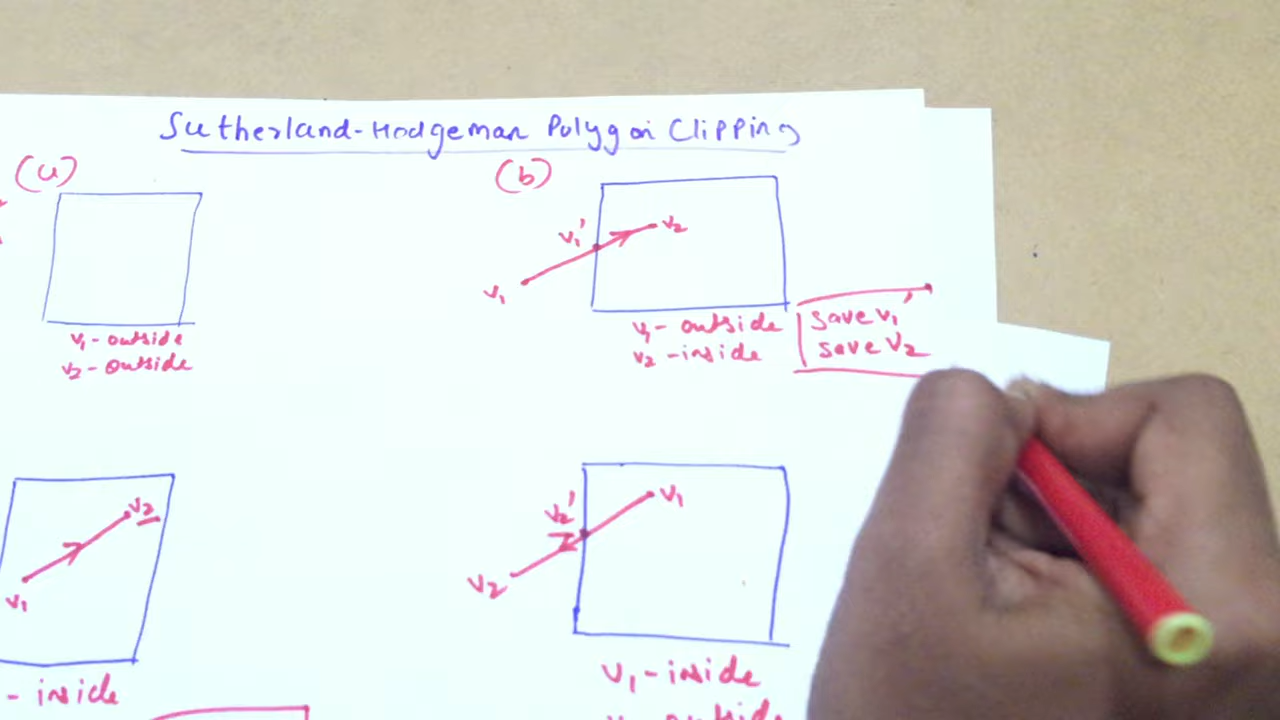 Sutherland-Hodgeman Polygon Clipping
(a)
(b)
v₁'
v₂
v₁
v₁ - outside
v₂ - outside
v₁ - outside
v₂ - inside
save v₁'
save v₂
v₂
v₁
v₂'
v₁
v₂
- inside
v₁ - inside
outside